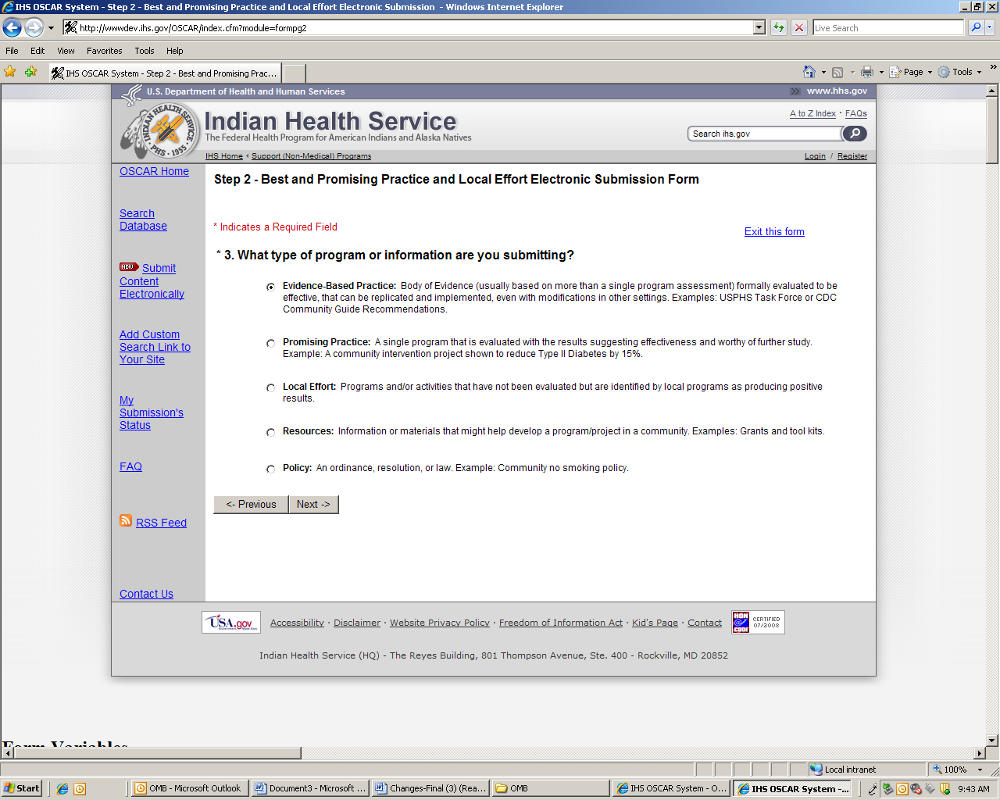 IHS OSCAR System - Step 2 - Best and Promising Practice and Local Effort Electronic Submission - Windows Internet Explorer
http://wwwdev.ihs.gov/OSCAR/index.cfm?module=formpg2
Live Search
File Edit View Favorites Tools Help
IHS OSCAR System - Step 2 - Best and Promising Prac...
Page Tools
U.S. Department of Health and Human Services
www.hhs.gov
INDIAN HEALTH SERVICE
PHS - 1955
Indian Health Service
The Federal Health Program for American Indians and Alaska Natives
A to Z Index · FAQs
Search ihs.gov
IHS Home Support (Non-Medical) Programs
Login / Register
OSCAR Home
Search
Database
NEW Submit
Content
Electronically
Add Custom
Search Link to
Your Site
My
Submission's
Status
FAQ
RSS Feed
Contact Us
Step 2 - Best and Promising Practice and Local Effort Electronic Submission Form
* Indicates a Required Field
Exit this form
* 3. What type of program or information are you submitting?
Evidence-Based Practice: Body of Evidence (usually based on more than a single program assessment) formally evaluated to be
effective, that can be replicated and implemented, even with modifications in other settings. Examples: USPHS Task Force or CDC
Community Guide Recommendations.
Promising Practice: A single program that is evaluated with the results suggesting effectiveness and worthy of further study.
Example: A community intervention project shown to reduce Type II Diabetes by 15%.
Local Effort: Programs and/or activities that have not been evaluated but are identified by local programs as producing positive
results.
Resources: Information or materials that might help develop a program/project in a community. Examples: Grants and tool kits.
Policy: An ordinance, resolution, or law. Example: Community no smoking policy.
<- Previous Next ->
USA.gov
Accessibility · Disclaimer · Website Privacy Policy · Freedom of Information Act · Kid's Page · Contact
HON CODE CERTIFIED 07/2008
Indian Health Service (HQ) - The Reyes Building, 801 Thompson Avenue, Ste. 400 - Rockville, MD 20852
Form Variables
Local intranet
100%
Start
OMB - Microsoft Outlook
Document3 - Microsoft ...
Changes-Final (3) (Rea...
OMB
IHS OSCAR System - O...
IHS OSCAR System -...
9:43 AM